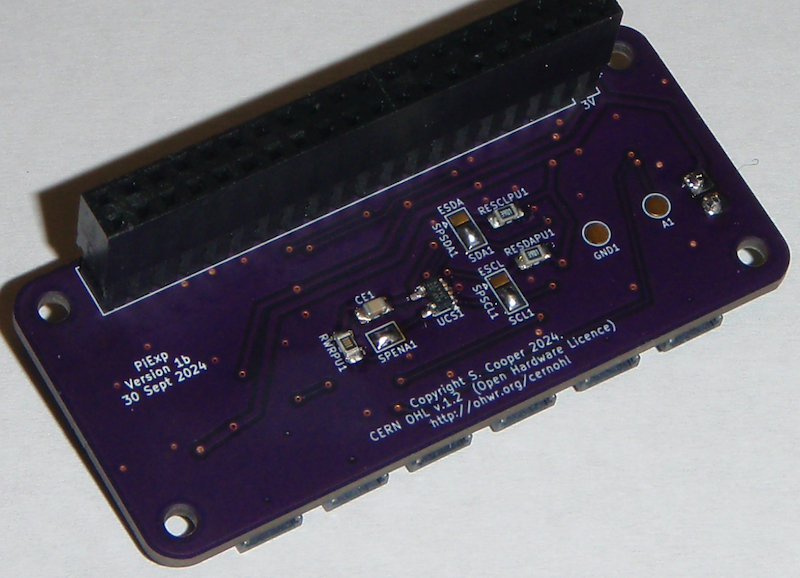 3V
ESDA
RESCLPU1
SPSDA1
SDA1
A1
GND1
RESDAPU1
ESCL
SPSCL1
SCL1
CE1
UCS1
RWRPU1
SPENA1
PiExp
Version 1b
30 Sept 2024
Copyright S. Cooper 2024.
CERN OHL v.1.2 (Open Hardware Licence)
http://ohwr.org/cernohl